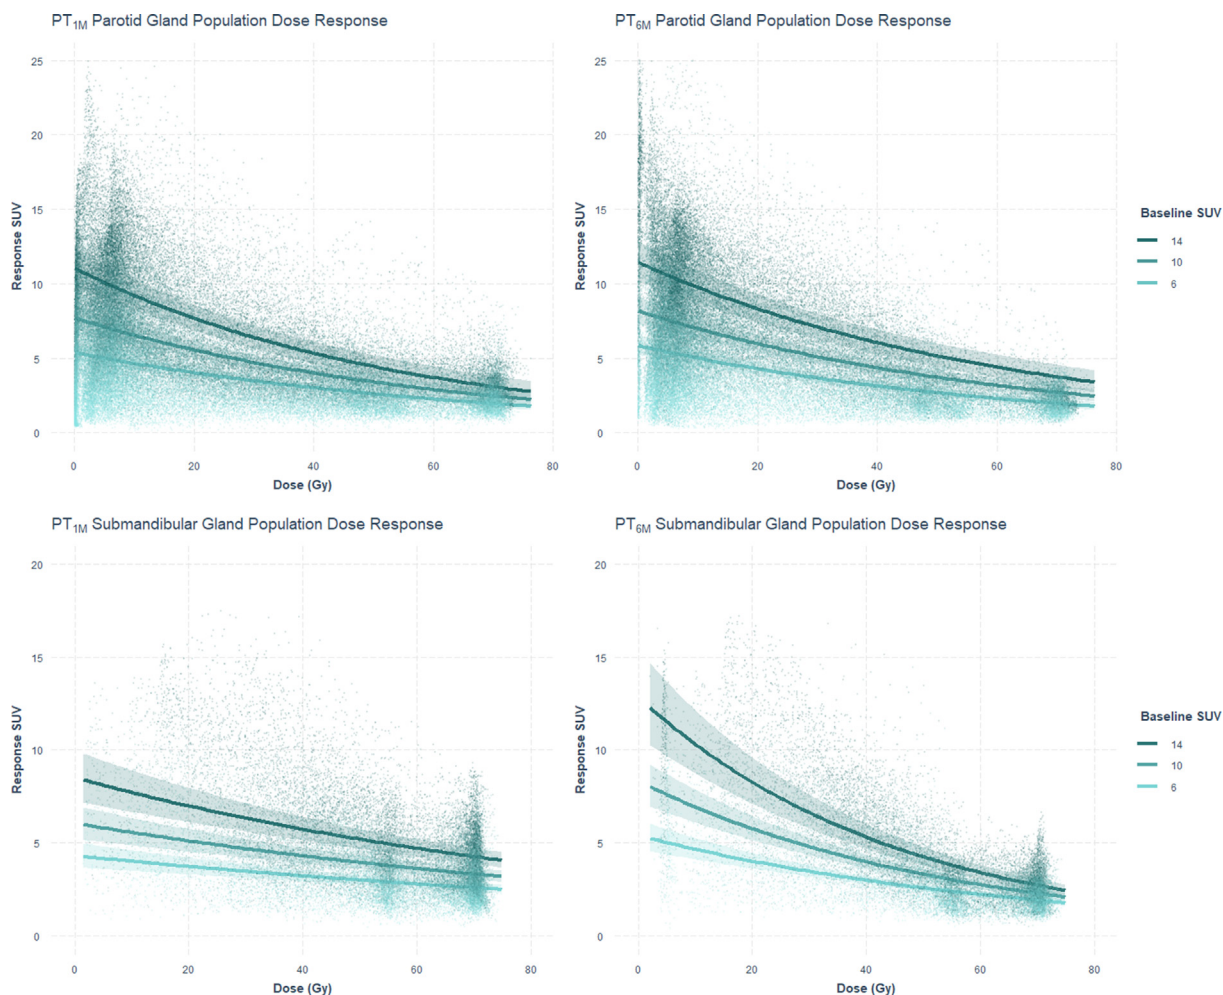 PT1M Parotid Gland Population Dose Response
25
20
15
10
5
0
Response SUV
0 20 40 60 80
Dose (Gy)
PT6M Parotid Gland Population Dose Response
25
20
15
10
5
0
Response SUV
0 20 40 60 80
Dose (Gy)
Baseline SUV
14
10
6
PT1M Submandibular Gland Population Dose Response
20
15
10
5
0
Response SUV
0 20 40 60 80
Dose (Gy)
PT6M Submandibular Gland Population Dose Response
20
15
10
5
0
Response SUV
0 20 40 60 80
Dose (Gy)
Baseline SUV
14
10
6